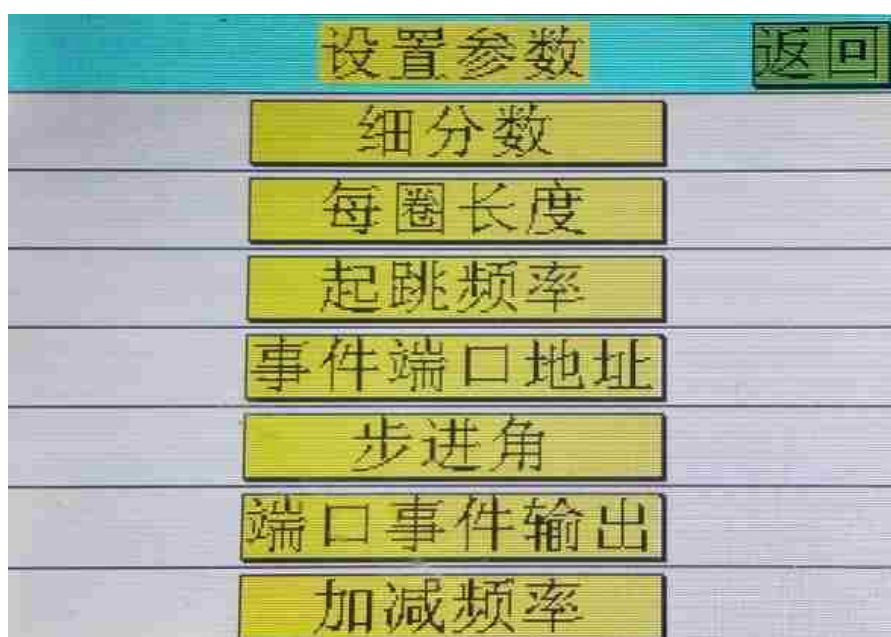 设置参数 返回
细分数
每圈长度
起跳频率
事件端口地址
步进角
端口事件输出
加减频率